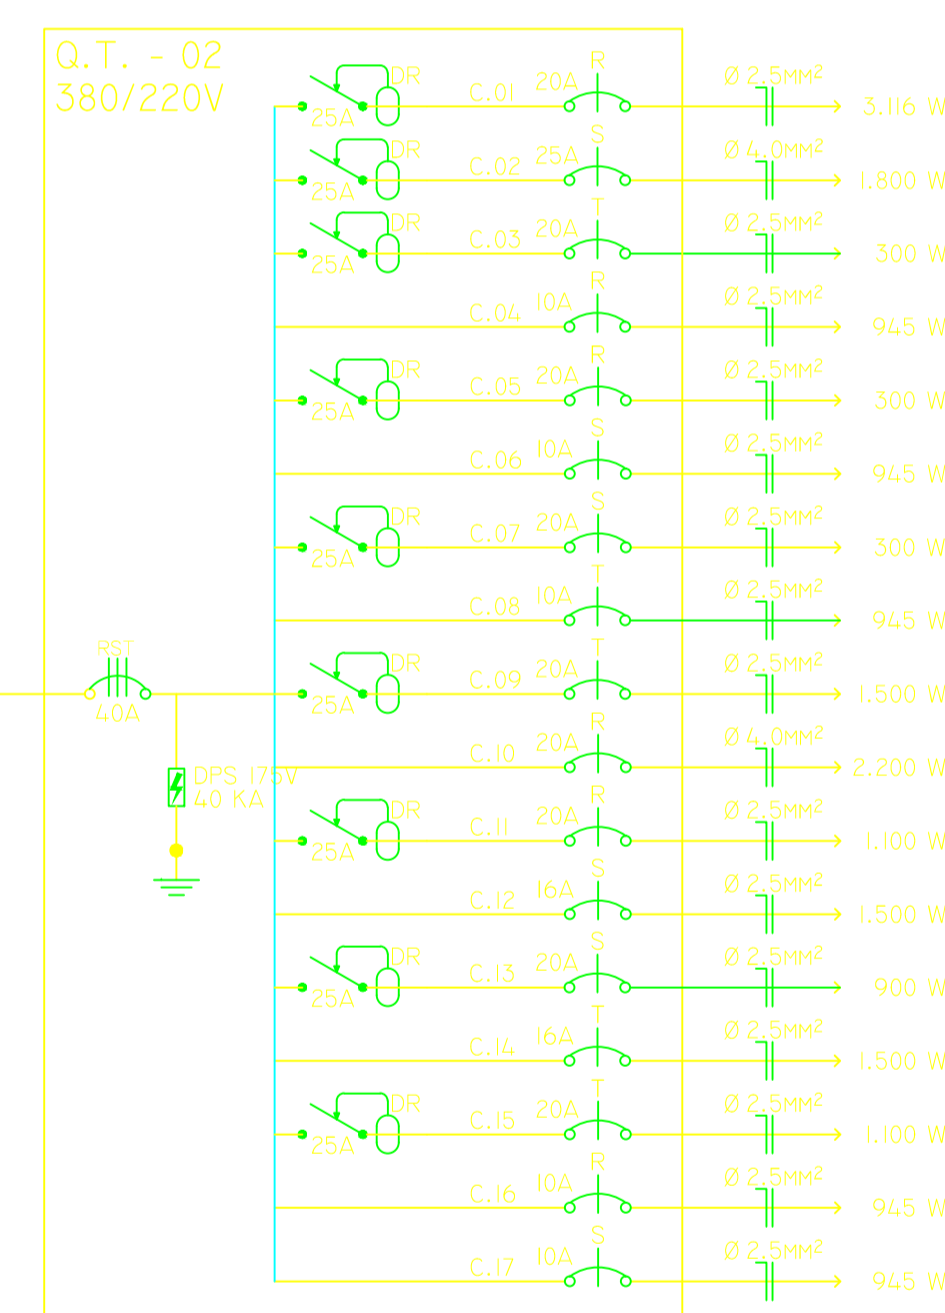 Q.T. - 02
380/220V
DR 25A C.01 20A R Ø 2.5MM² 3.116 W
DR 25A C.02 25A S Ø 4.0MM² 1.800 W
DR 25A C.03 20A T Ø 2.5MM² 300 W
C.04 10A R Ø 2.5MM² 945 W
DR 25A C.05 20A R Ø 2.5MM² 300 W
C.06 10A S Ø 2.5MM² 945 W
DR 25A C.07 20A S Ø 2.5MM² 300 W
C.08 10A T Ø 2.5MM² 945 W
RST 40A
DR 25A C.09 20A T Ø 2.5MM² 1.500 W
DPS 175V
40 KA
C.10 20A R Ø 4.0MM² 2.200 W
DR 25A C.11 20A R Ø 2.5MM² 1.100 W
C.12 16A S Ø 2.5MM² 1.500 W
DR 25A C.13 20A S Ø 2.5MM² 900 W
C.14 16A T Ø 2.5MM² 1.500 W
DR 25A C.15 20A T Ø 2.5MM² 1.100 W
C.16 10A R Ø 2.5MM² 945 W
C.17 10A S Ø 2.5MM² 945 W